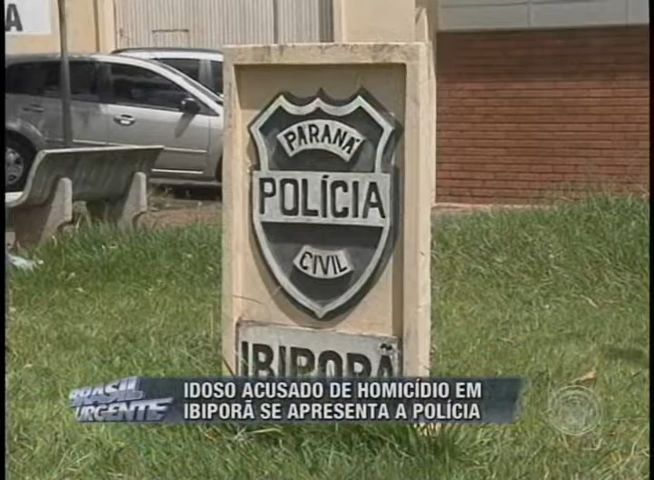 A
PARANÁ
POLÍCIA
CIVIL
IBIPORÃ
BRASIL
URGENTE
IDOSO ACUSADO DE HOMICÍDIO EM
IBIPORÃ SE APRESENTA A POLÍCIA